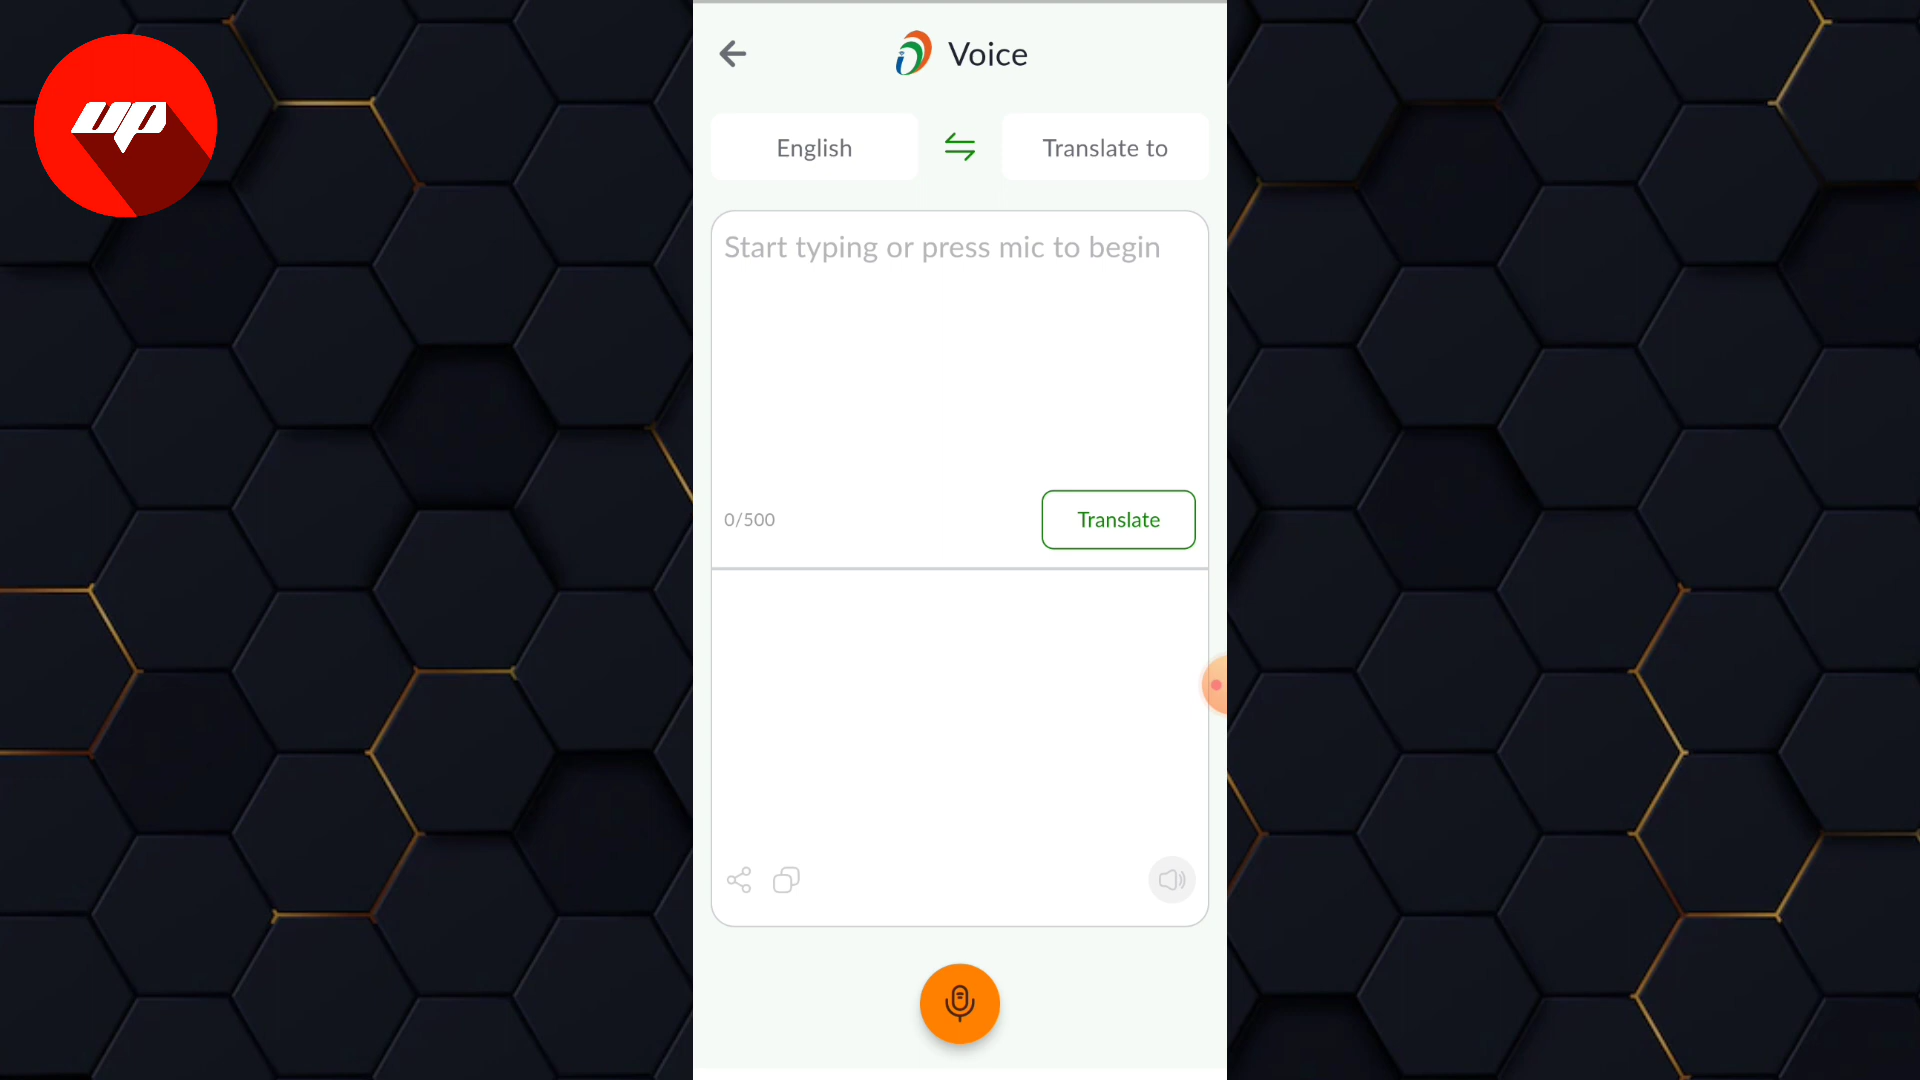 up
Voice
English
Translate to
Start typing or press mic to begin
0/500
Translate